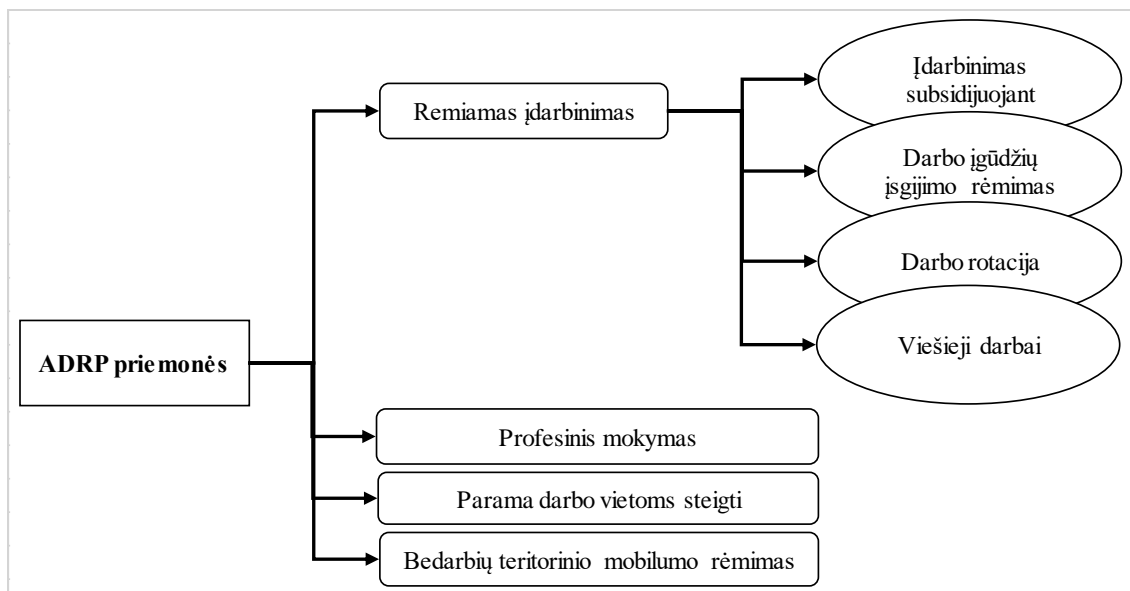 ADRP priemonės
Remiamas įdarbinimas
Įdarbinimas
subsidijuojant
Darbo įgūdžių
įsgijimo rėmimas
Darbo rotacija
Viešieji darbai
Profesinis mokymas
Parama darbo vietoms steigti
Bedarbių teritorinio mobilumo rėmimas